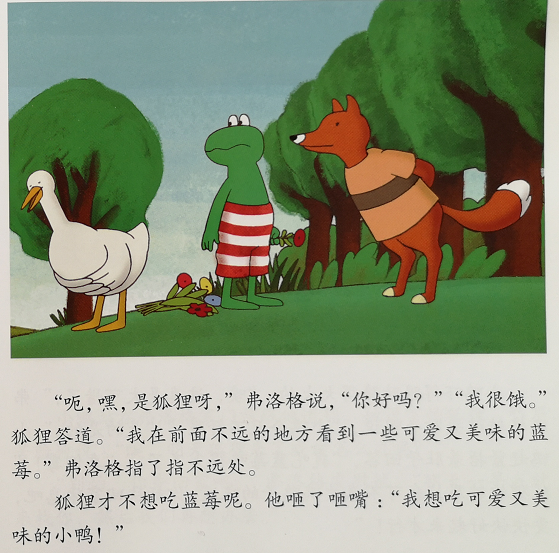 “呃，嘿，是狐狸呀，”弗洛格说，“你好吗？”“我很饿。”
狐狸答道。“我在前面不远的地方看到一些可爱又美味的蓝
莓。”弗洛格指了指不远处。
狐狸才不想吃蓝莓呢。他咂了咂嘴：“我想吃可爱又美
味的小鸭！”